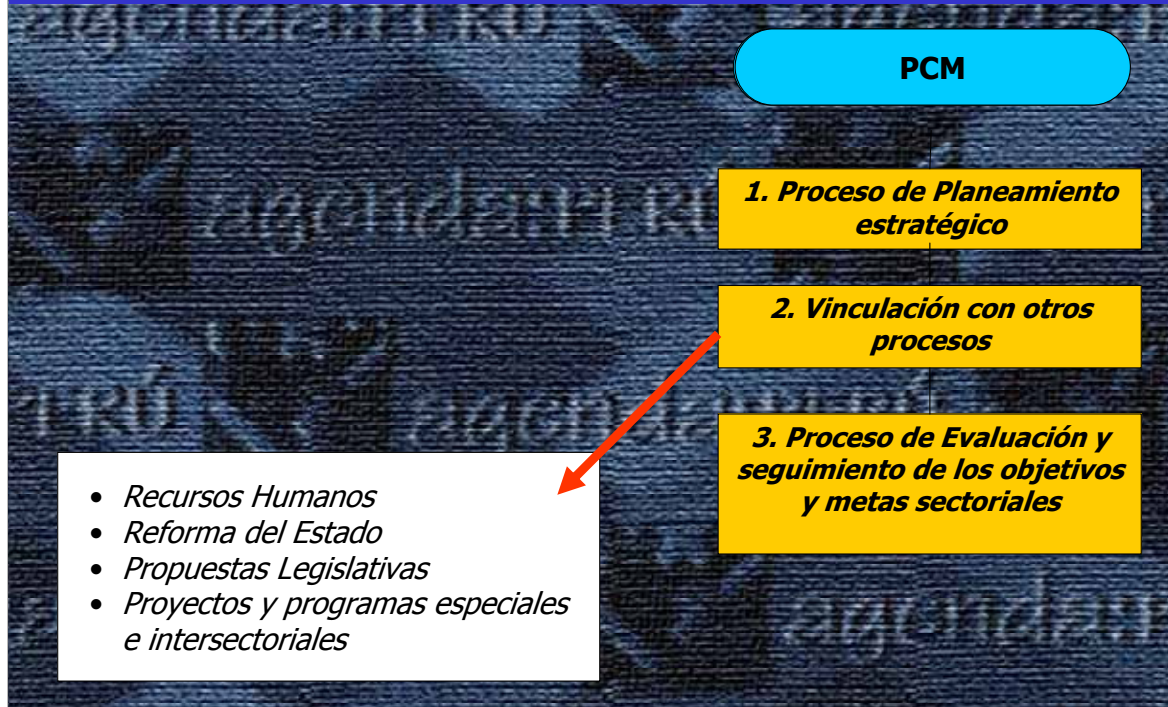 PCM
1. Proceso de Planeamiento
estratégico
2. Vinculación con otros
procesos
3. Proceso de Evaluación y
seguimiento de los objetivos
y metas sectoriales
• Recursos Humanos
• Reforma del Estado
• Propuestas Legislativas
• Proyectos y programas especiales
e intersectoriales